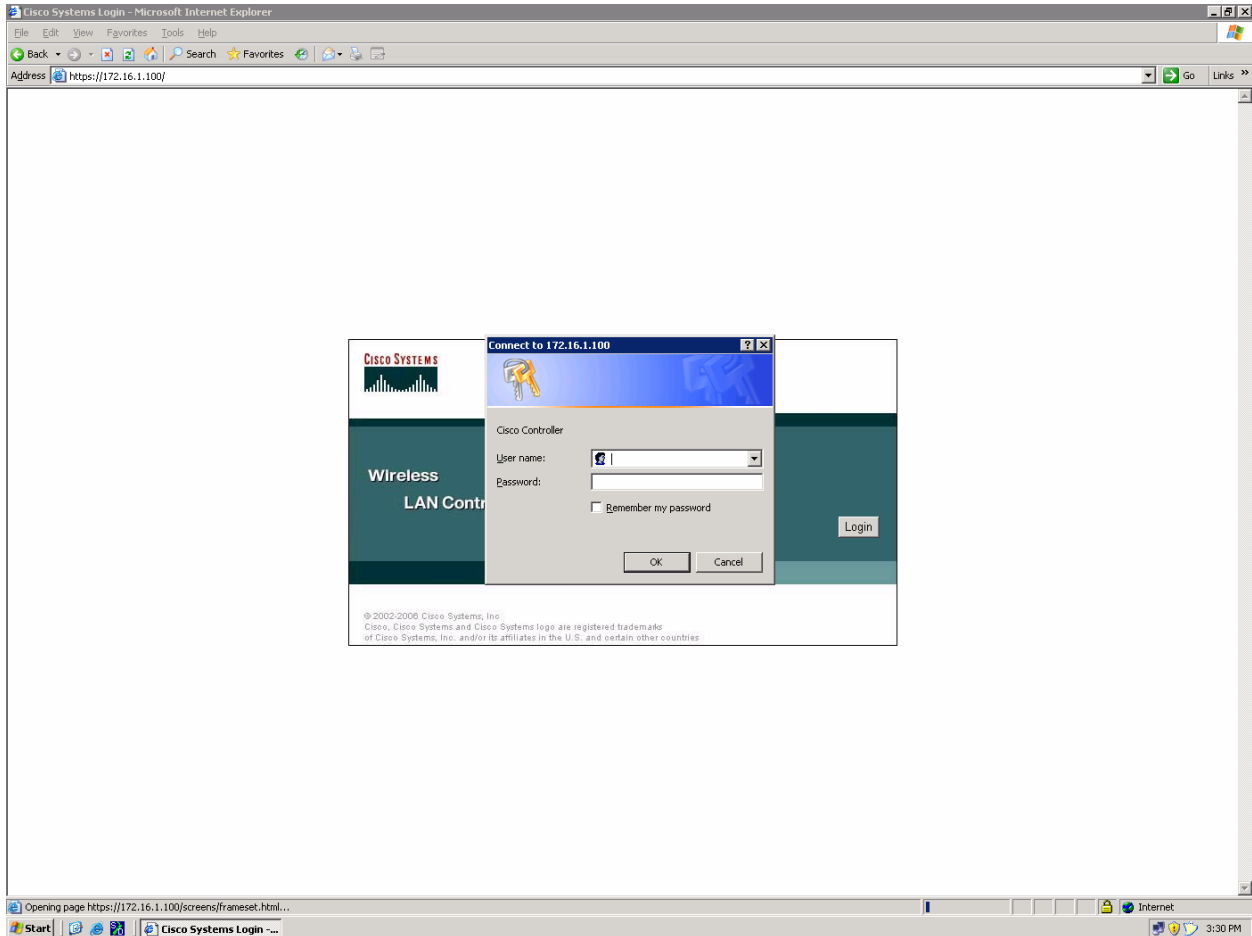 Cisco Systems Login - Microsoft Internet Explorer
File Edit View Favorites Tools Help
Back Search Favorites
Address https://172.16.1.100/ Go Links »
CISCO SYSTEMS
Wireless
LAN Contr
Login
Connect to 172.16.1.100
Cisco Controller
User name:
Password:
Remember my password
OK Cancel
© 2002-2006 Cisco Systems, Inc
Cisco, Cisco Systems and Cisco Systems logo are registered trademarks
of Cisco Systems, Inc. and/or its affiliates in the U.S. and certain other countries
Opening page https://172.16.1.100/screens/frameset.html... Internet
Start Cisco Systems Login -... 3:30 PM